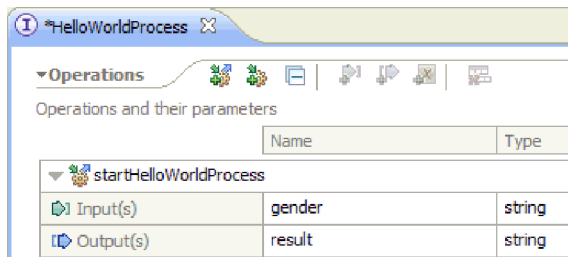 *HelloWorldProcess
Operations
Operations and their parameters
Name Type
startHelloWorldProcess
Input(s) gender string
Output(s) result string